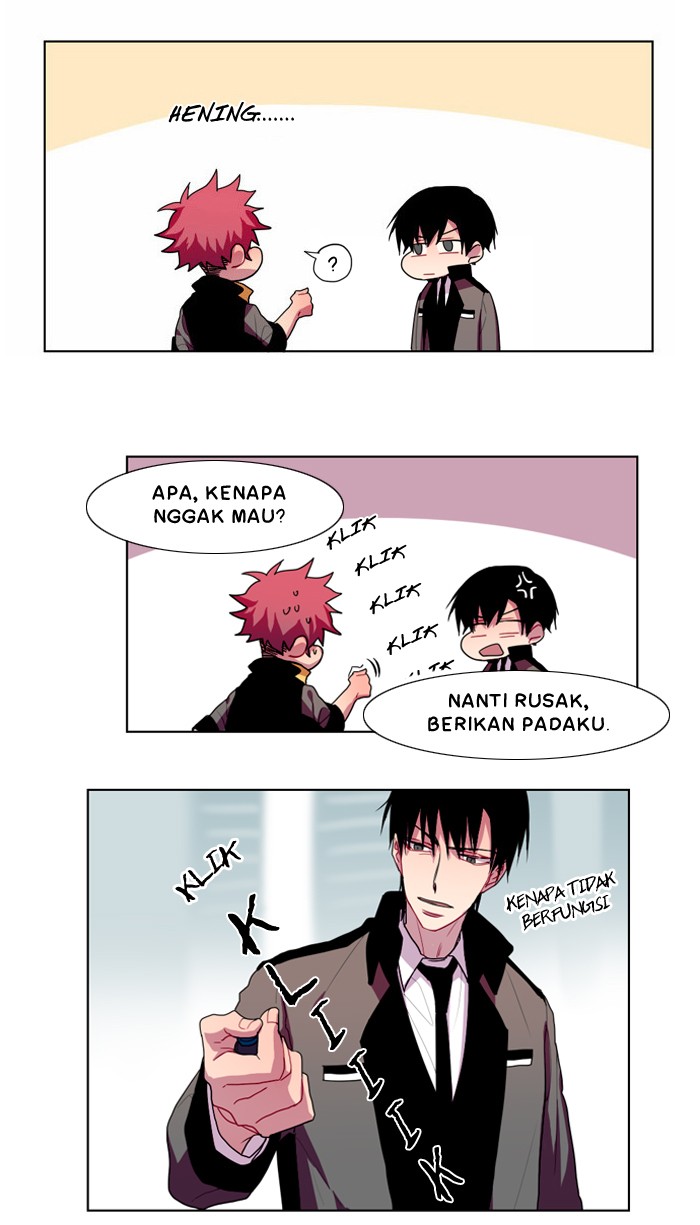 HENING.......
?
APA, KENAPA
NGGAK MAU?
KLIK
KLIK
KLIK
KLIK
NANTI RUSAK,
BERIKAN PADAKU.
KLIK
KENAPA TIDAK
BERFUNGSI
KLIIIIK